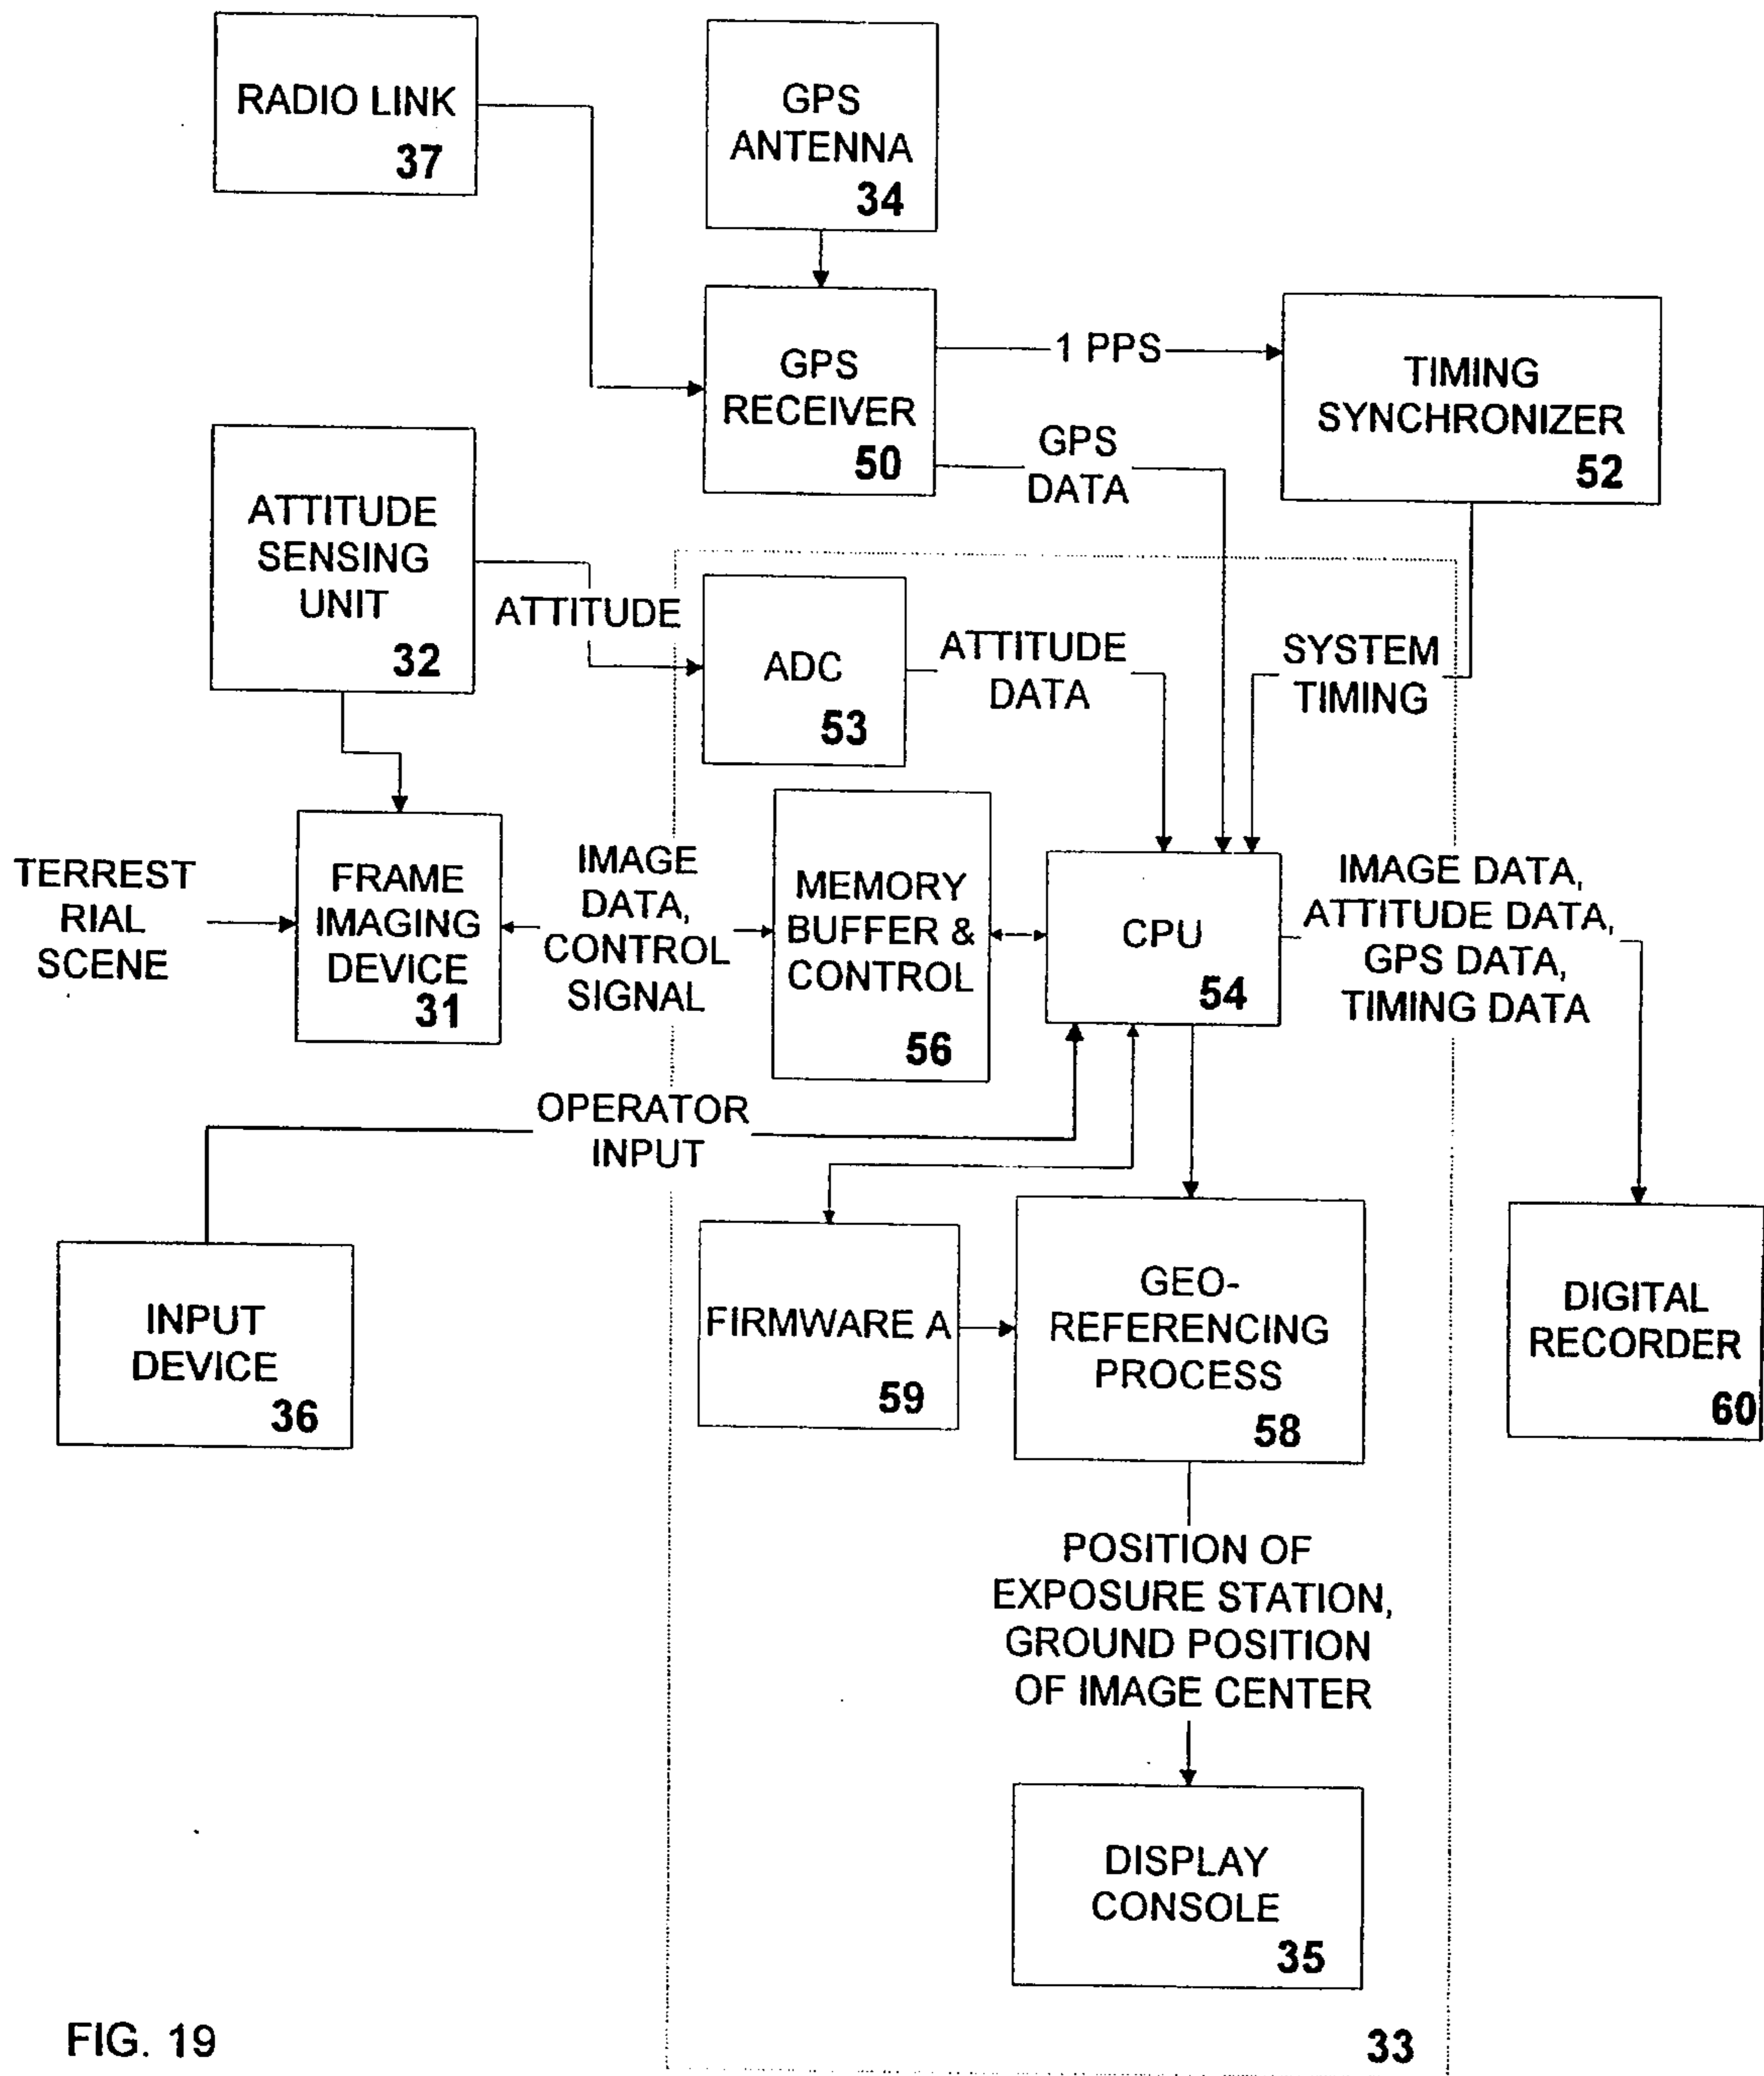 RADIO LINK
37
GPS
ANTENNA
34
GPS
RECEIVER
50
1 PPS
TIMING
SYNCHRONIZER
52
GPS
DATA
ATTITUDE
SENSING
UNIT
32
ATTITUDE
ADC
53
ATTITUDE
DATA
SYSTEM
TIMING
TERREST
RIAL
SCENE
FRAME
IMAGING
DEVICE
31
IMAGE
DATA,
CONTROL
SIGNAL
MEMORY
BUFFER &
CONTROL
56
CPU
54
IMAGE DATA,
ATTITUDE DATA,
GPS DATA,
TIMING DATA
OPERATOR
INPUT
INPUT
DEVICE
36
FIRMWARE A
59
GEO-
REFERENCING
PROCESS
58
DIGITAL
RECORDER
60
POSITION OF
EXPOSURE STATION,
GROUND POSITION
OF IMAGE CENTER
DISPLAY
CONSOLE
35
33
FIG. 19